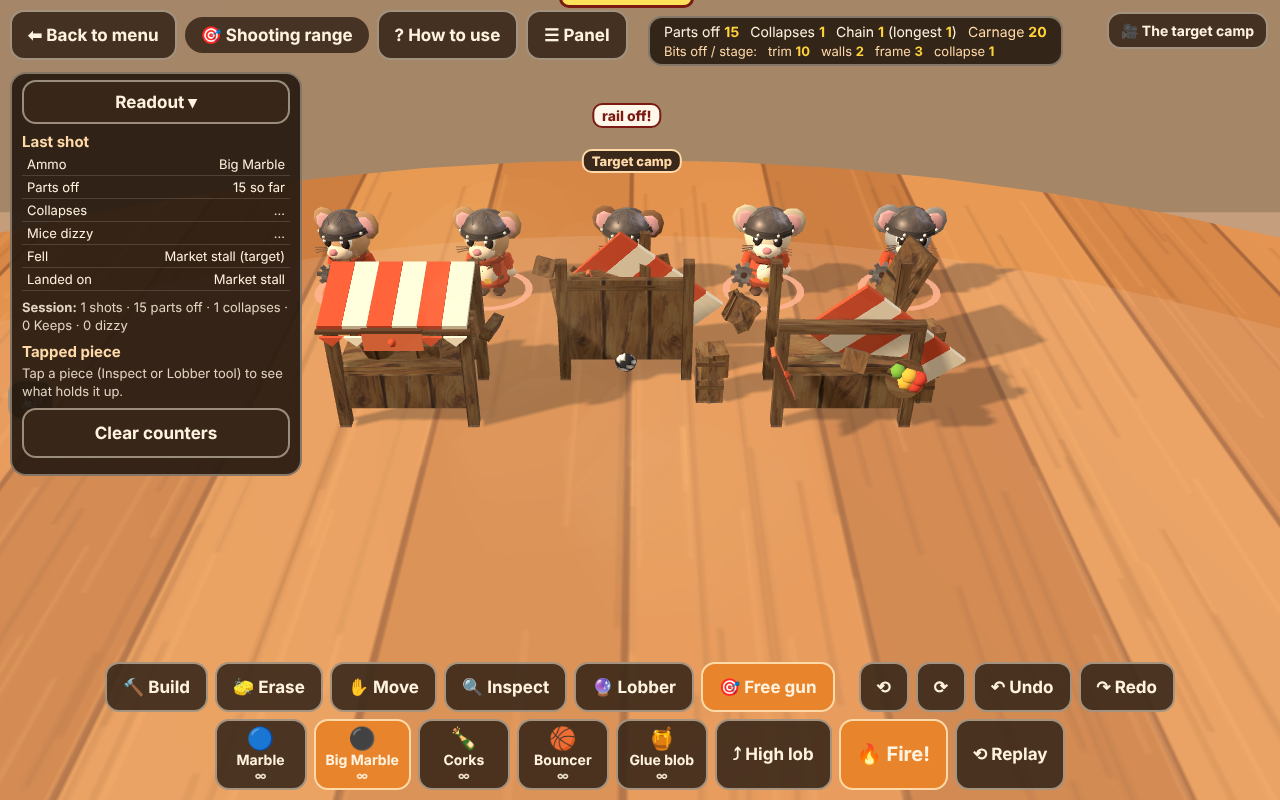 ⬅ Back to menu
🎯 Shooting range
? How to use
☰ Panel
Parts off 15 Collapses 1 Chain 1 (longest 1) Carnage 20
Bits off / stage: trim 10 walls 2 frame 3 collapse 1
🎥 The target camp
Readout ▾
Last shot
Ammo Big Marble
Parts off 15 so far
Collapses ...
Mice dizzy ...
Fell Market stall (target)
Landed on Market stall
Session: 1 shots · 15 parts off · 1 collapses ·
0 Keeps · 0 dizzy
Tapped piece
Tap a piece (Inspect or Lobber tool) to see
what holds it up.
Clear counters
rail off!
Target camp
🔨 Build
🧽 Erase
✋ Move
🔍 Inspect
🔮 Lobber
🎯 Free gun
⟲
⟳
↶ Undo
↷ Redo
Marble
∞
Big Marble
∞
Corks
∞
Bouncer
∞
Glue blob
∞
⤴ High lob
🔥 Fire!
⟲ Replay